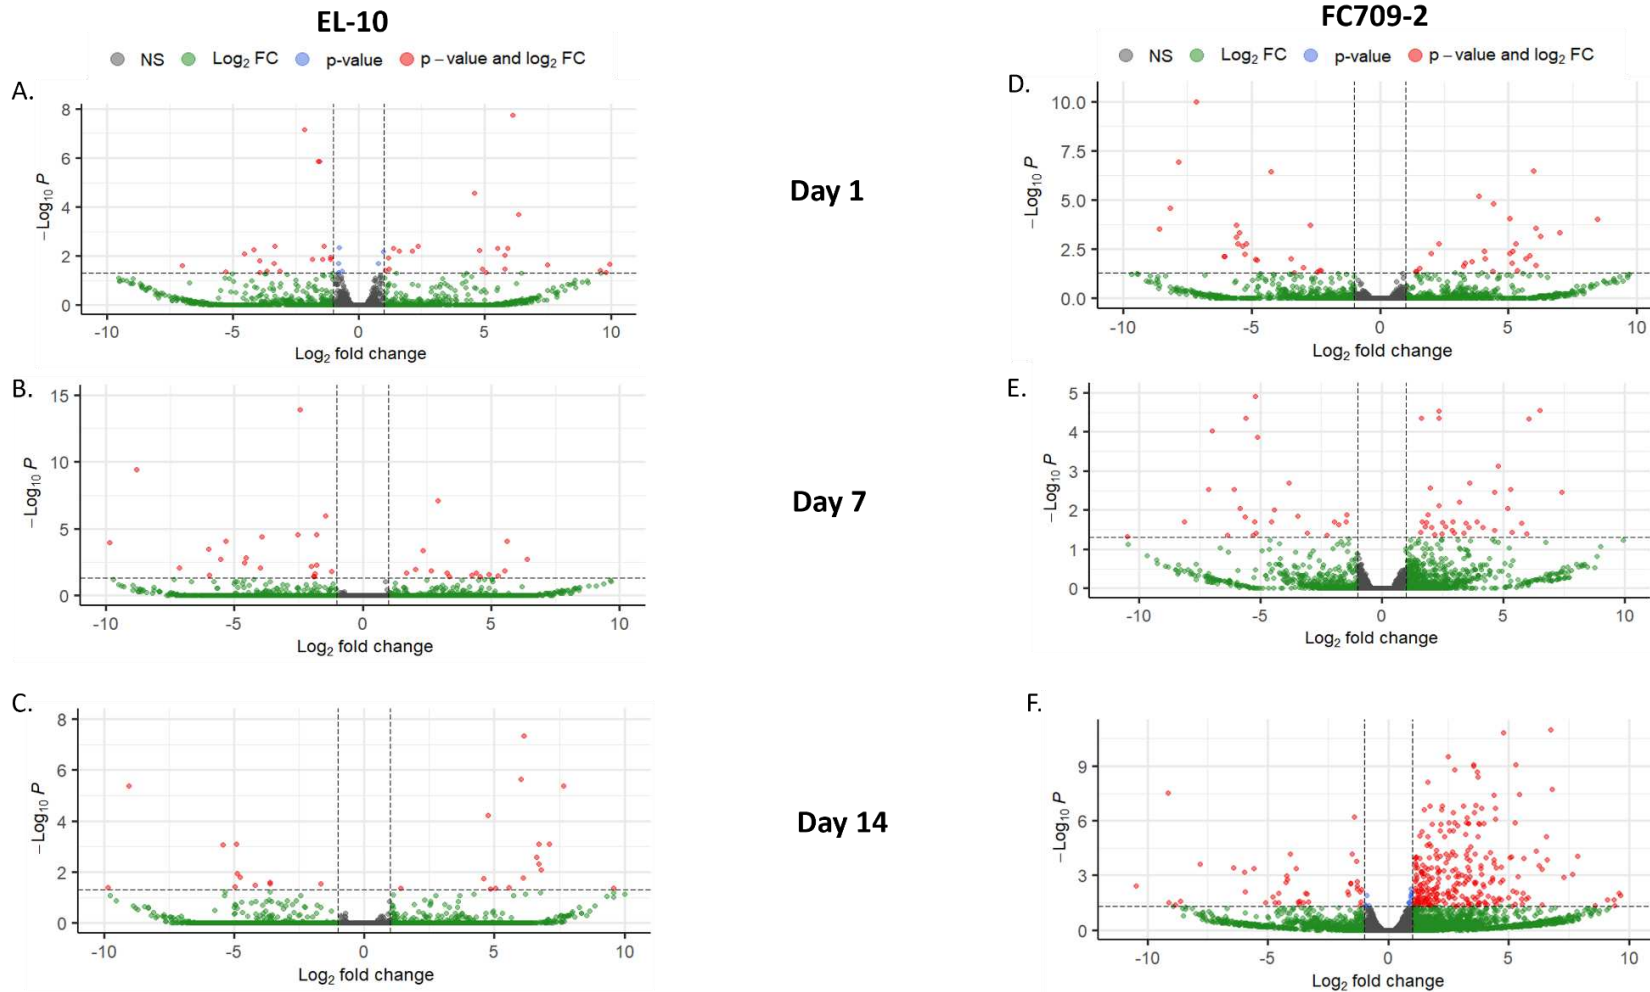 EL-10
FC709-2
NS Log2 FC p-value p – value and log2 FC
NS Log2 FC p-value p – value and log2 FC
A.
8
6
4
2
0
–Log10 P
-10 -5 0 5 10
Log2 fold change
Day 1
D.
10.0
7.5
5.0
2.5
0.0
–Log10 P
-10 -5 0 5 10
Log2 fold change
B.
15
10
5
0
–Log10 P
-10 -5 0 5 10
Log2 fold change
Day 7
E.
5
4
3
2
1
0
–Log10 P
-10 -5 0 5 10
Log2 fold change
C.
8
6
4
2
0
–Log10 P
-10 -5 0 5 10
Log2 fold change
Day 14
F.
9
6
3
0
–Log10 P
-10 -5 0 5 10
Log2 fold change